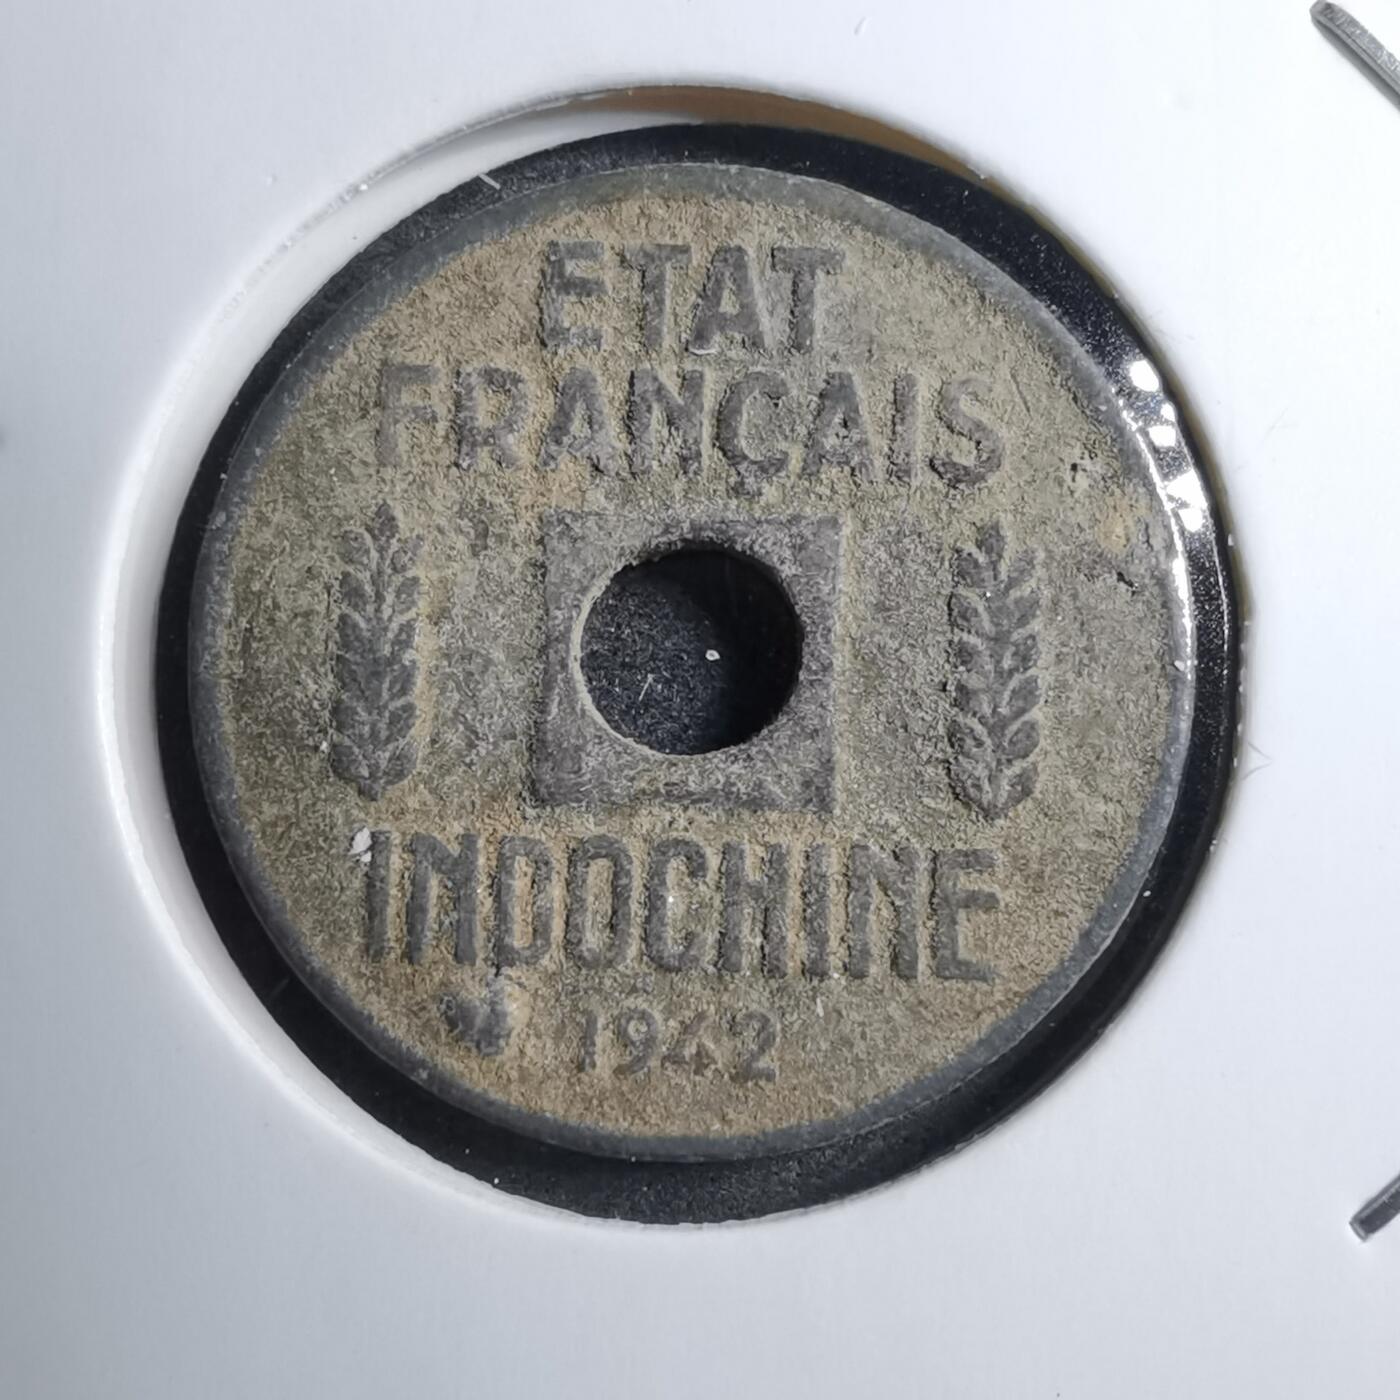 ETAT
FRANÇAIS
INDOCHINE
1942